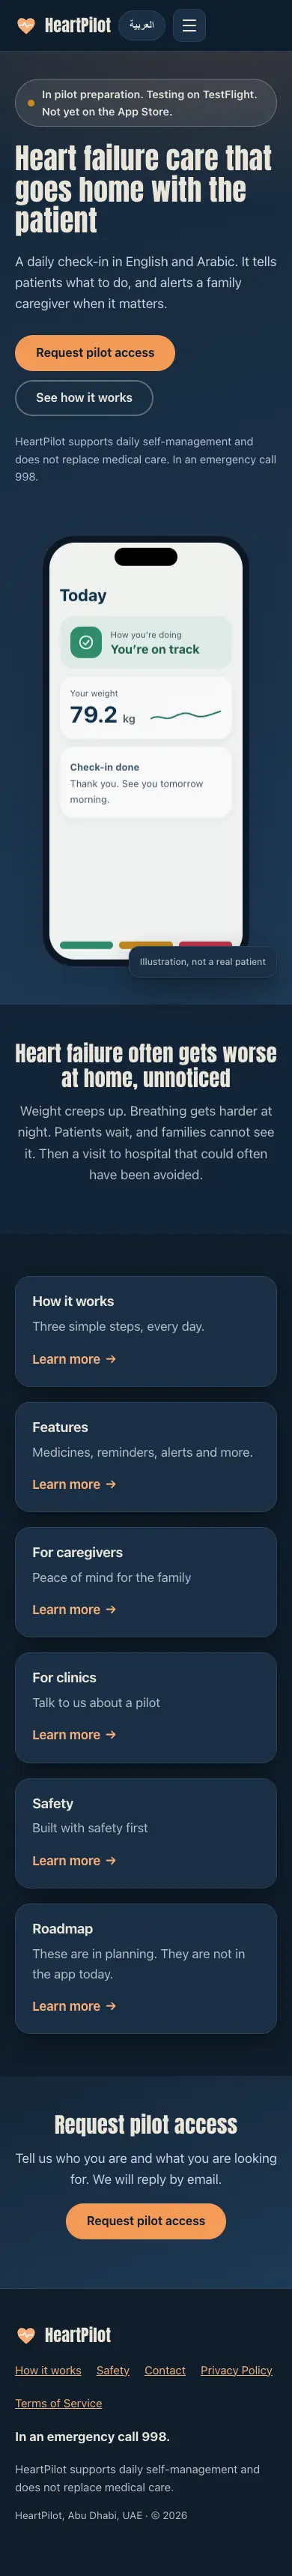 HeartPilot
العربية
In pilot preparation. Testing on TestFlight.
Not yet on the App Store.
Heart failure care that
goes home with the
patient
A daily check-in in English and Arabic. It tells
patients what to do, and alerts a family
caregiver when it matters.
Request pilot access
See how it works
HeartPilot supports daily self-management and
does not replace medical care. In an emergency call
998.
Today
How you're doing
You're on track
Your weight
79.2 kg
Check-in done
Thank you. See you tomorrow
morning.
Illustration, not a real patient
Heart failure often gets worse
at home, unnoticed
Weight creeps up. Breathing gets harder at
night. Patients wait, and families cannot see
it. Then a visit to hospital that could often
have been avoided.
How it works
Three simple steps, every day.
Learn more →
Features
Medicines, reminders, alerts and more.
Learn more →
For caregivers
Peace of mind for the family
Learn more →
For clinics
Talk to us about a pilot
Learn more →
Safety
Built with safety first
Learn more →
Roadmap
These are in planning. They are not in
the app today.
Learn more →
Request pilot access
Tell us who you are and what you are looking
for. We will reply by email.
Request pilot access
HeartPilot
How it works Safety Contact Privacy Policy
Terms of Service
In an emergency call 998.
HeartPilot supports daily self-management and
does not replace medical care.
HeartPilot, Abu Dhabi, UAE · © 2026